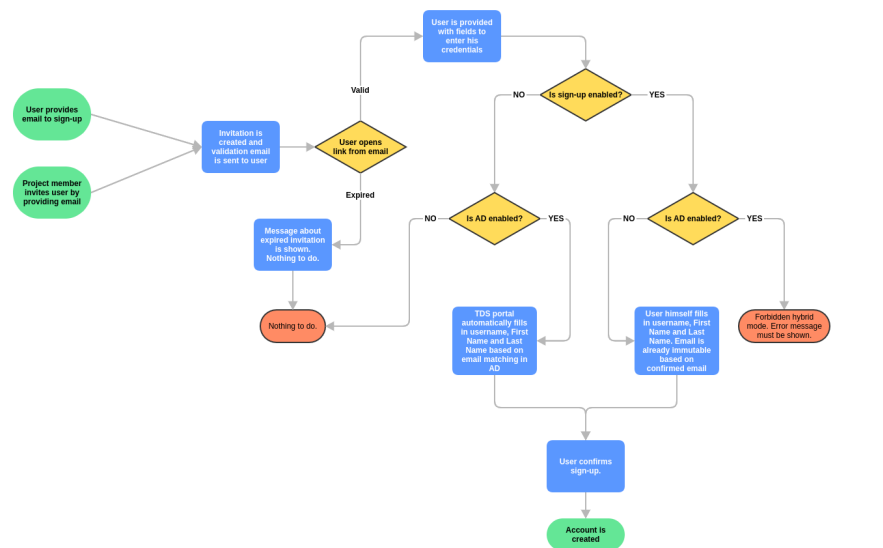 User is provided
with fields to
enter his
credentials
Valid
Is sign-up enabled?
NO
YES
User provides
email to sign-up
Invitation is
created and
validation email
is sent to user
User opens
link from email
Project member
invites user by
providing email
Expired
Is AD enabled?
NO
YES
Is AD enabled?
NO
YES
Message about
expired invitation
is shown.
Nothing to do.
Nothing to do.
TDS portal
automatically fills
in username, First
Name and Last
Name based on
email matching in
AD
User himself fills
in username, First
Name and Last
Name. Email is
already immutable
based on
confirmed email
Forbidden hybrid
mode. Error message
must be shown.
User confirms
sign-up.
Account is
created